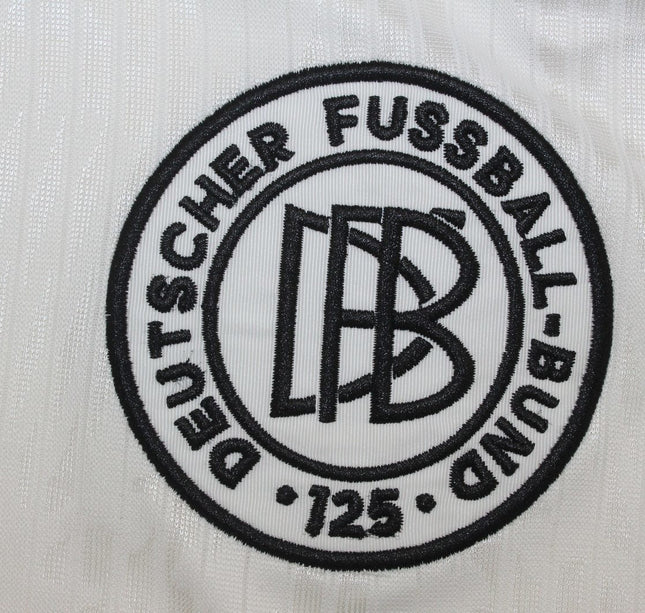 DEUTSCHER FUSSBALL-BUND
DFB
• 125 •